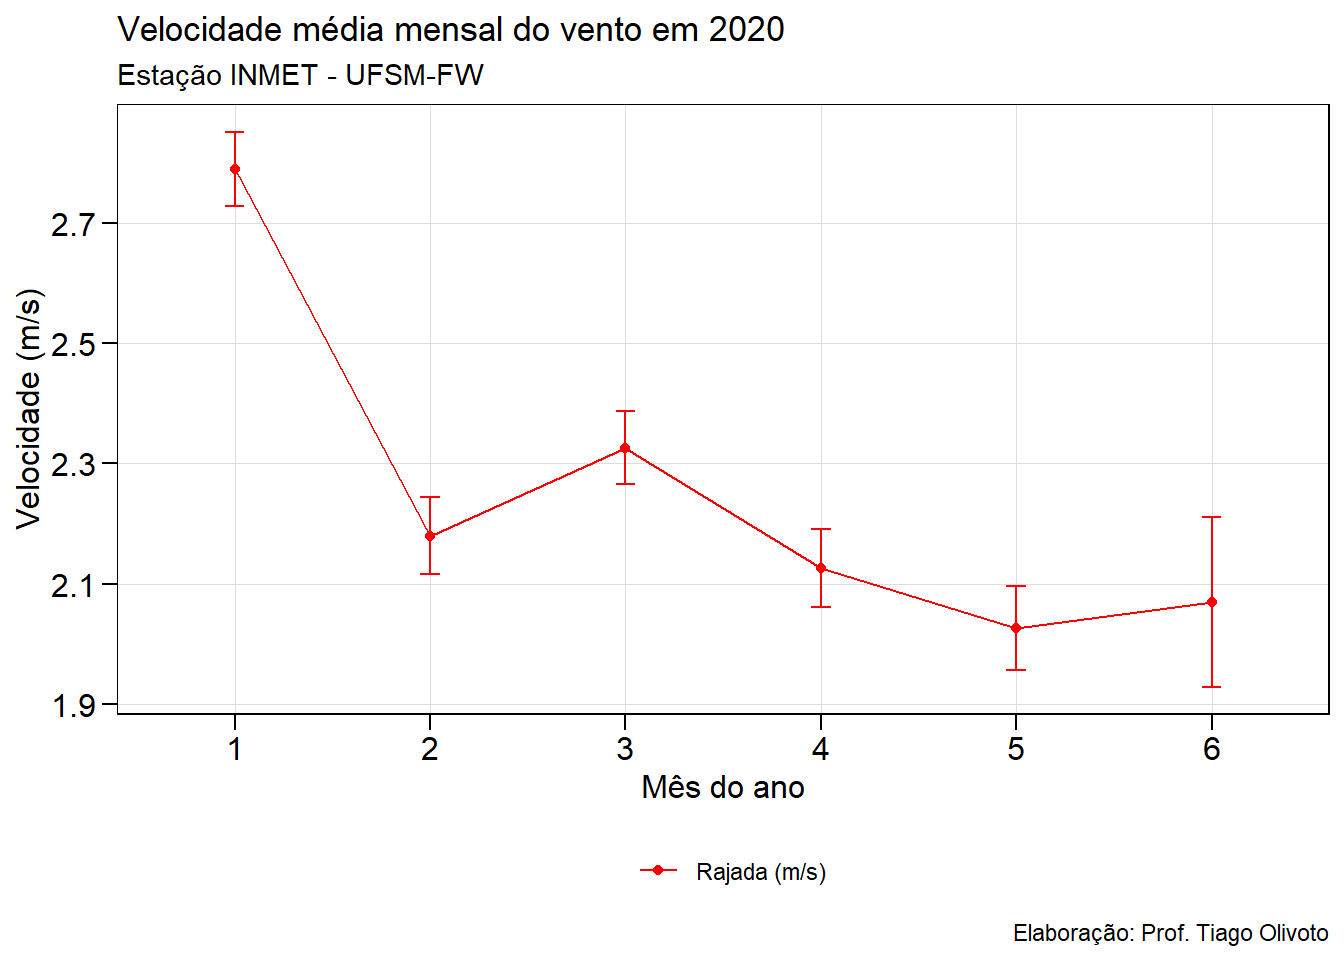 Velocidade média mensal do vento em 2020
Estação INMET - UFSM-FW
Velocidade (m/s)
2.7
2.5
2.3
2.1
1.9
1 2 3 4 5 6
Mês do ano
Rajada (m/s)
Elaboração: Prof. Tiago Olivoto